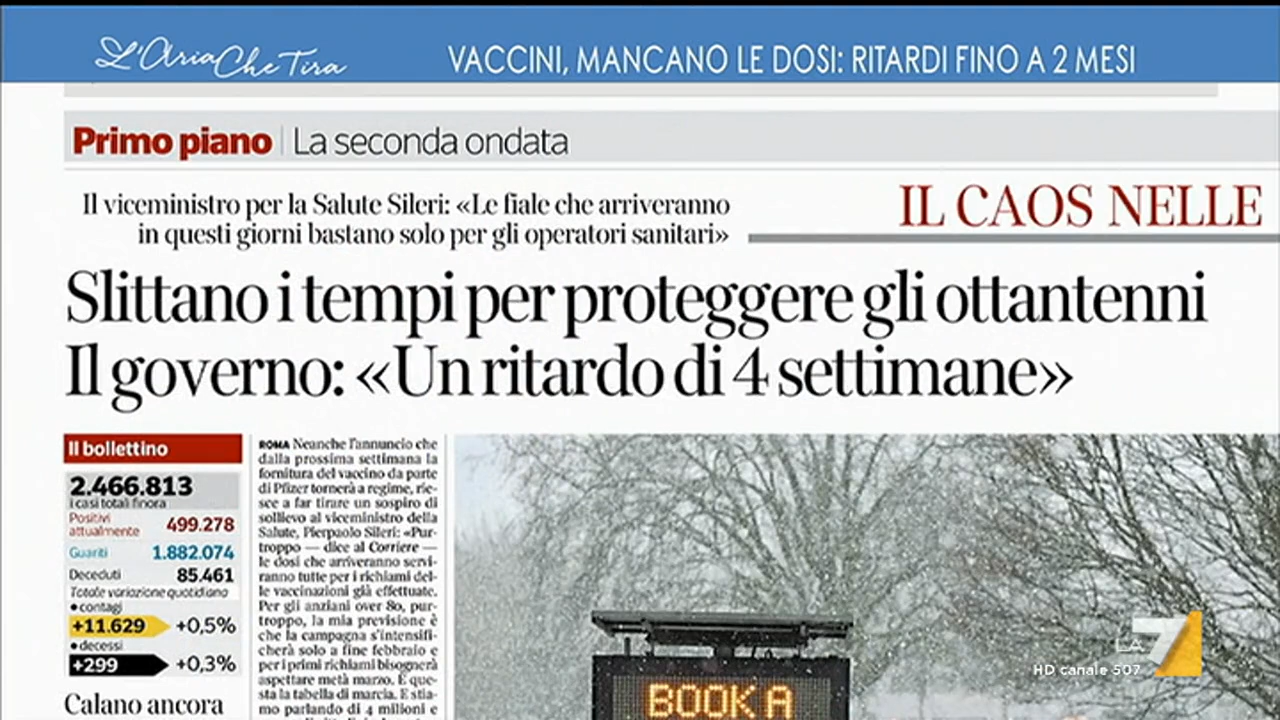 L'Aria Che Tira
VACCINI, MANCANO LE DOSI: RITARDI FINO A 2 MESI
Primo piano | La seconda ondata
Il viceministro per la Salute Sileri: «Le fiale che arriveranno
in questi giorni bastano solo per gli operatori sanitari»
IL CAOS NELLE
Slittano i tempi per proteggere gli ottantenni
Il governo: «Un ritardo di 4 settimane»
Il bollettino
2.466.813
i casi totali finora
Positivi
attualmente 499.278
Guariti 1.882.074
Deceduti 85.461
Totale variazione quotidiano
• contagi
+11.629 +0,5%
• decessi
+299 +0,3%
Calano ancora
ROMA Neanche l'annuncio che
dalla prossima settimana la
fornitura del vaccino da parte
di Pfizer tornerà a regime, rie-
sce a far tirare un sospiro di
sollievo al viceministro della
Salute, Pierpaolo Sileri: «Pur-
troppo — dice al Corriere —
le dosi che arriveranno servi-
ranno tutte per i richiami del-
le vaccinazioni già effettuate.
Per gli anziani over 80, pur-
troppo, la mia previsione è
che la campagna s'intensifi-
cherà solo a fine febbraio e
per i primi richiami bisognerà
aspettare metà marzo. È que-
sta la tabella di marcia. E stia-
mo parlando di 4 milioni e
BOOK A
LA7
HD canale 507